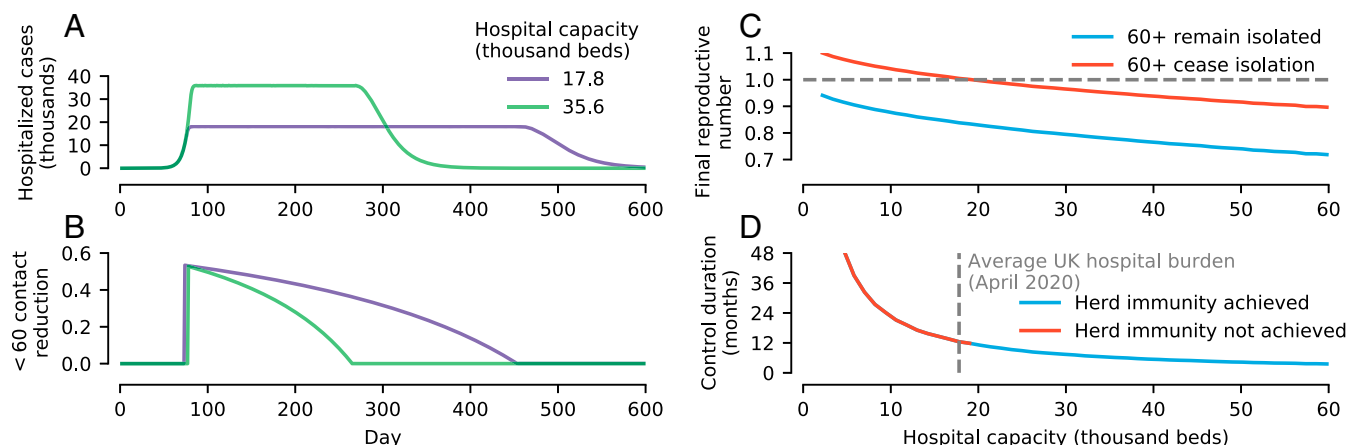 A
Hospitalized cases
(thousands)
40
30
20
10
0
0 100 200 300 400 500 600
Hospital capacity
(thousand beds)
17.8
35.6
B
< 60 contact
reduction
0.6
0.4
0.2
0.0
0 100 200 300 400 500 600
Day
C
Final reproductive
number
1.1
1.0
0.9
0.8
0.7
60+ remain isolated
60+ cease isolation
0 10 20 30 40 50 60
D
Control duration
(months)
48
36
24
12
0
Average UK hospital burden
(April 2020)
Herd immunity achieved
Herd immunity not achieved
0 10 20 30 40 50 60
Hospital capacity (thousand beds)